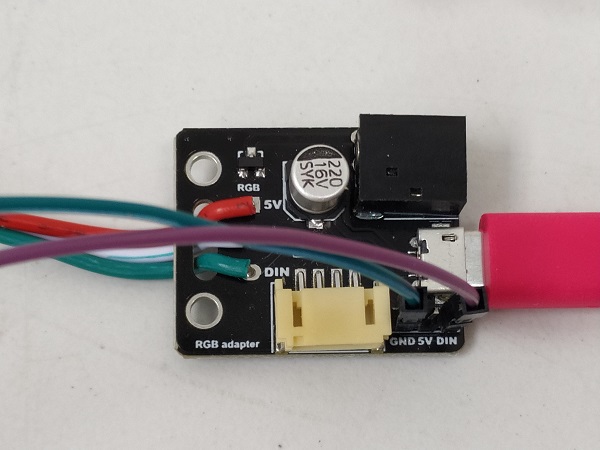 220
16V
SYK
RGB
5V
DIN
RGB adapter
GND 5V DIN